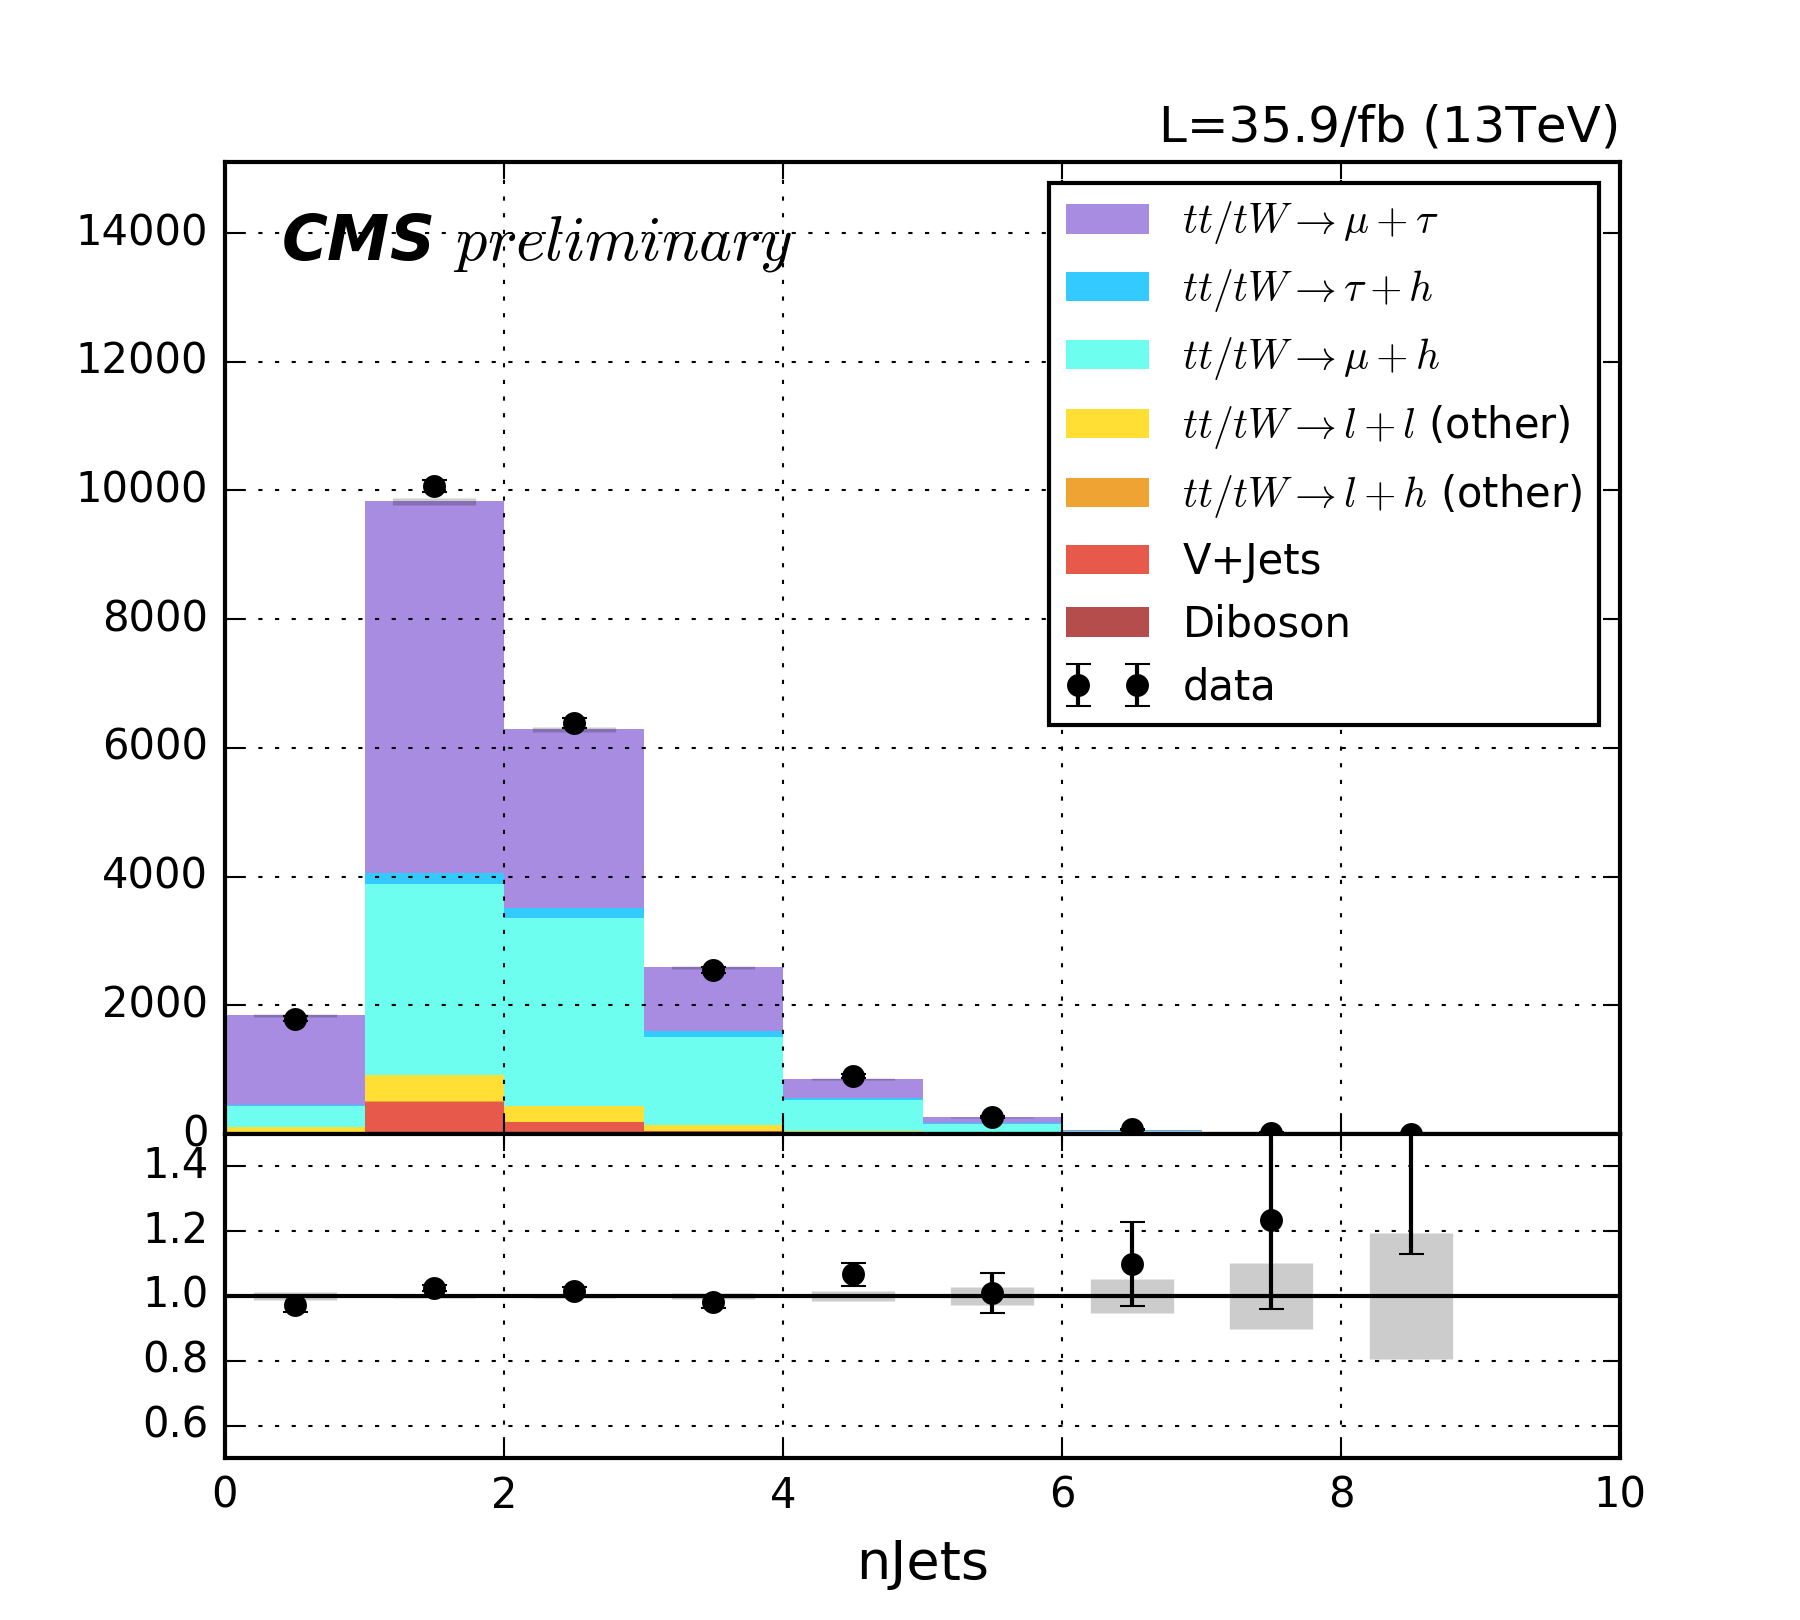 L=35.9/fb (13TeV)
CMS preliminary
14000
12000
10000
8000
6000
4000
2000
0
tt/tW→μ+τ
tt/tW→τ+h
tt/tW→μ+h
tt/tW→l+l (other)
tt/tW→l+h (other)
V+Jets
Diboson
data
1.4
1.2
1.0
0.8
0.6
0 2 4 6 8 10
nJets